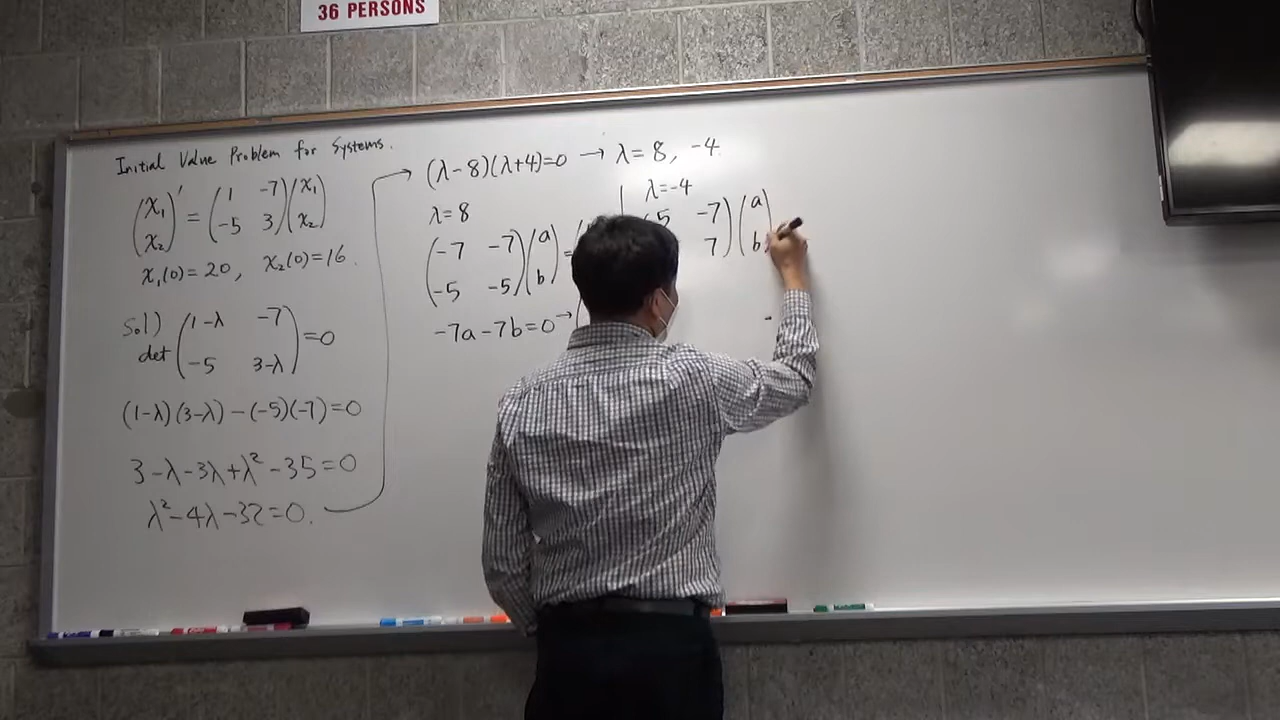 36 PERSONS
Initial Value Problem for Systems.
(x₁ x₂)' = (1 -7; -5 3)(x₁ x₂)
x₁(0)=20, x₂(0)=16.
sol) det (1-λ -7; -5 3-λ) =0
(1-λ)(3-λ)-(-5)(-7)=0
3-λ-3λ+λ²-35=0
λ²-4λ-32=0.
(λ-8)(λ+4)=0 → λ=8, -4
λ=8
(-7 -7; -5 -5)(a b)=
-7a-7b=0→
λ=-4
5 -7
7) (a b)